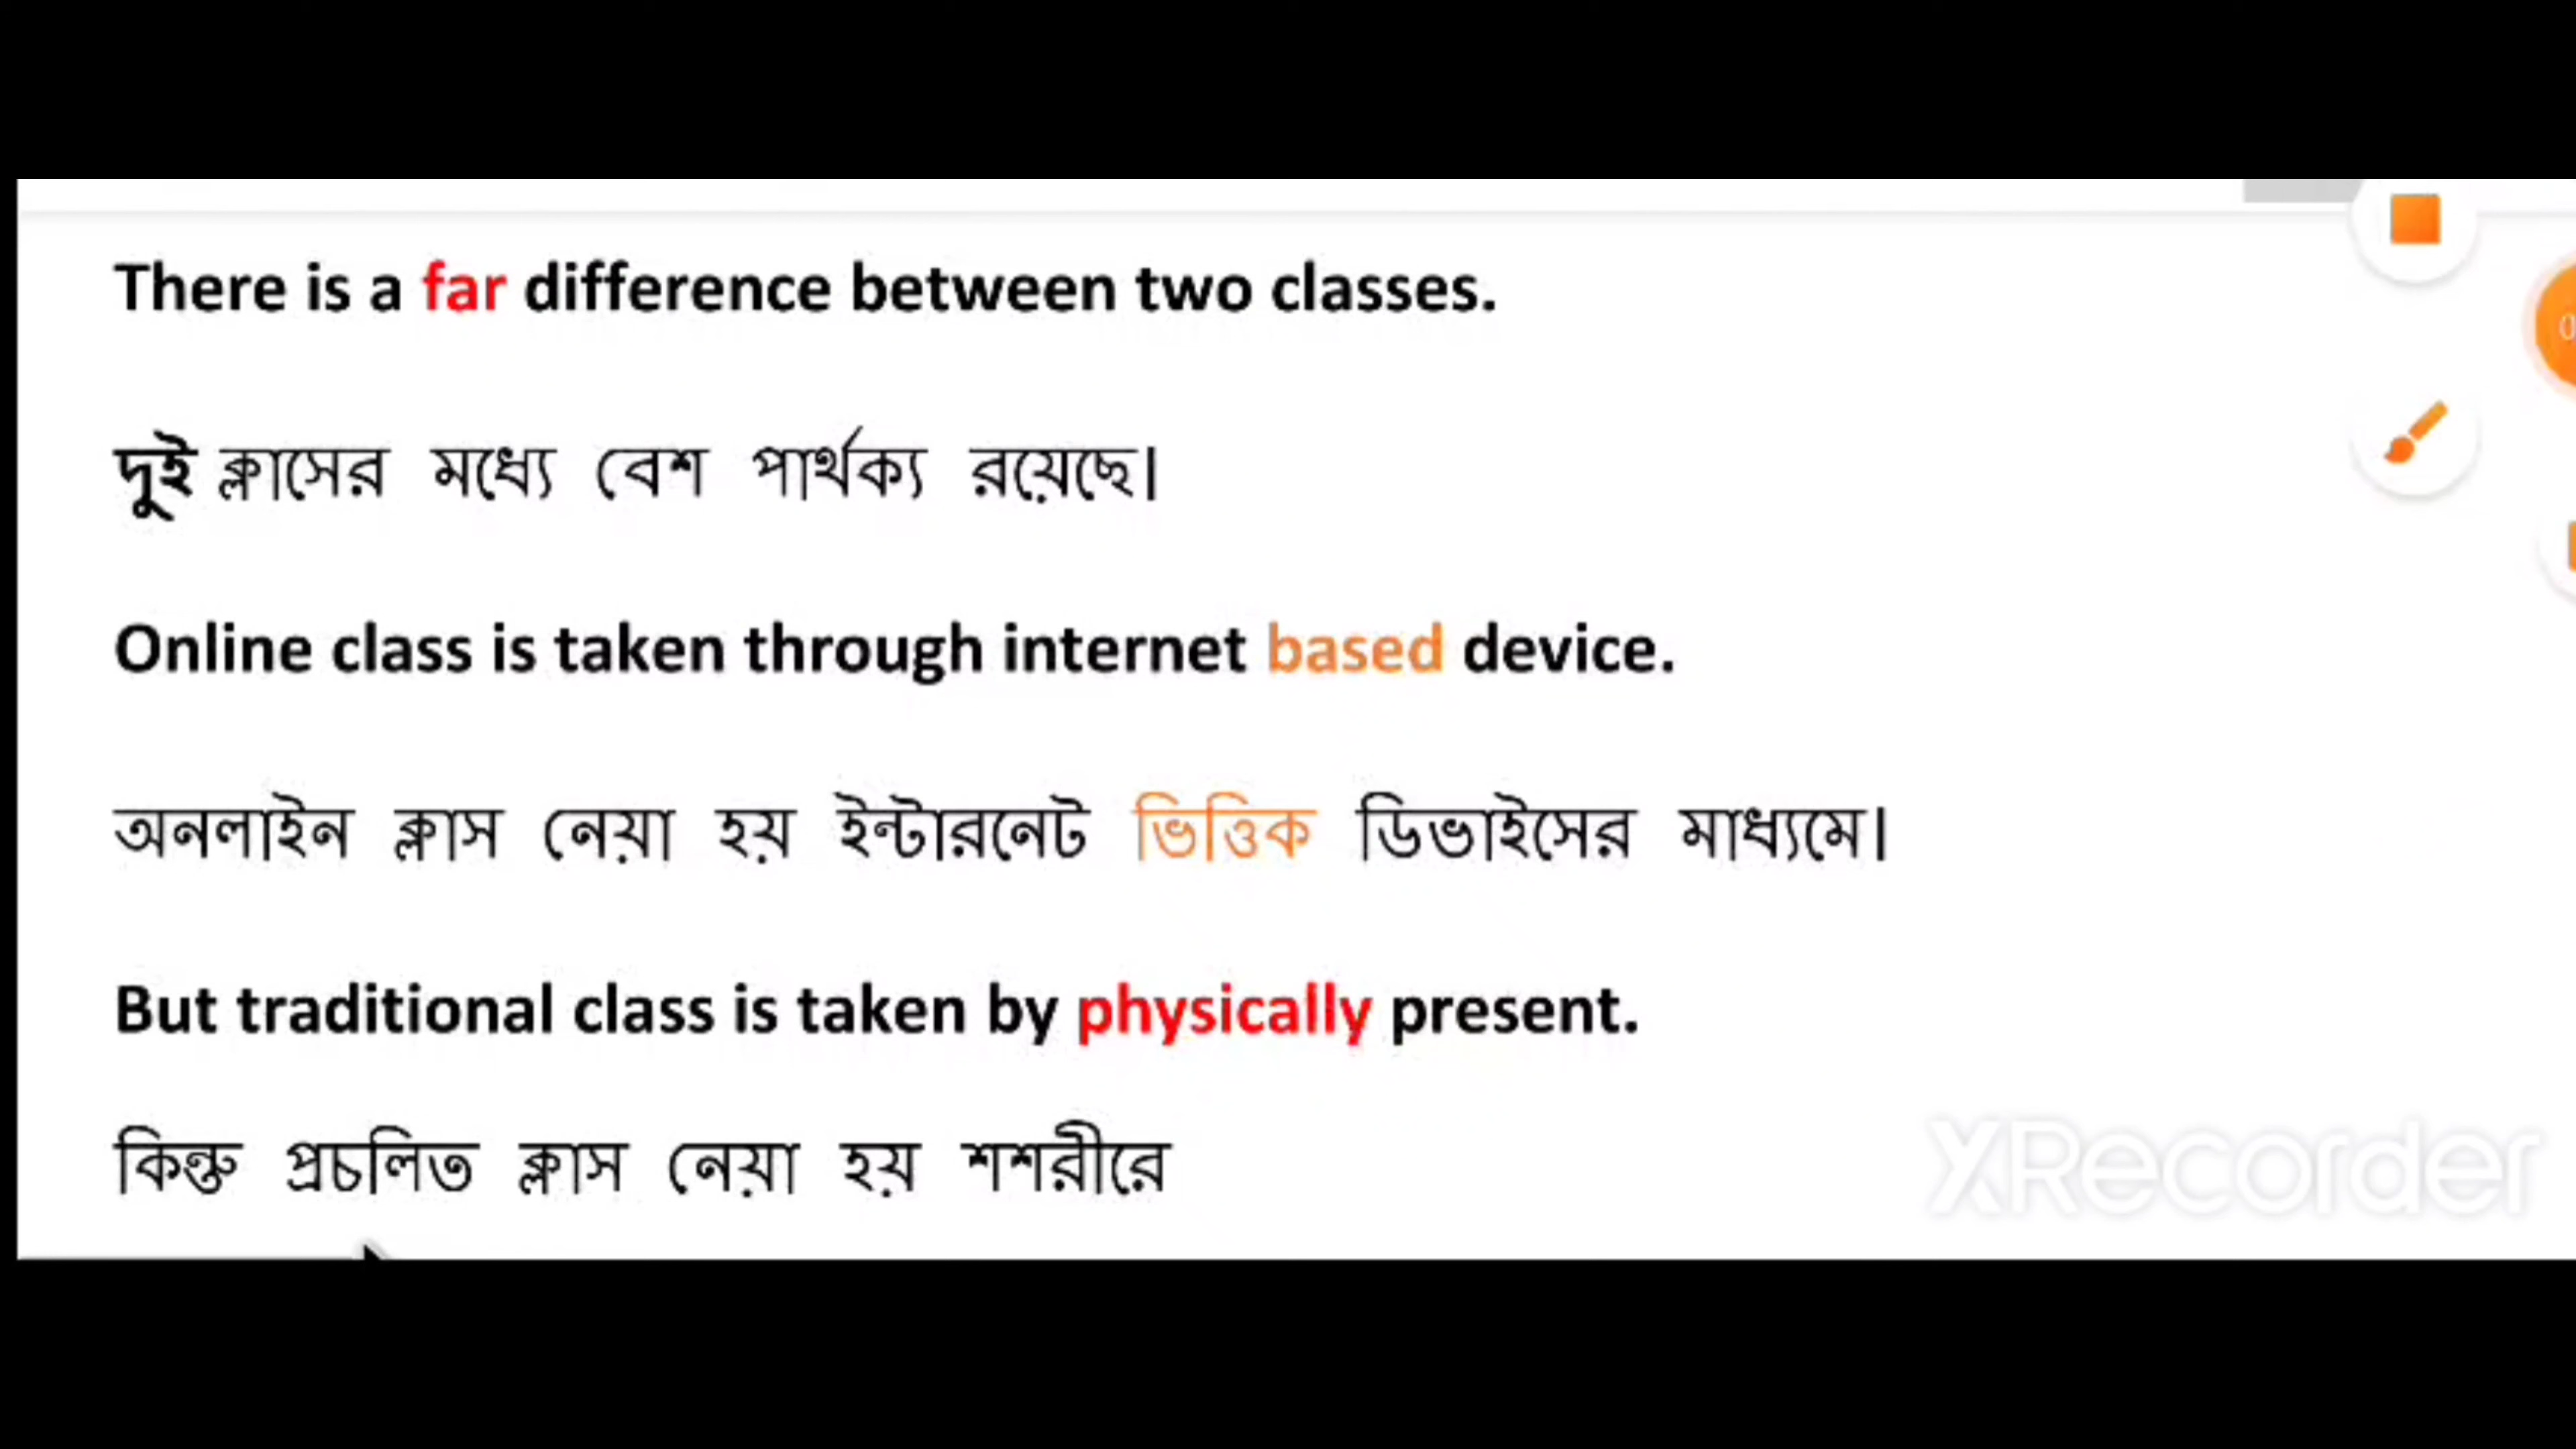 There is a far difference between two classes.
দুই ক্লাসের মধ্যে বেশ পার্থক্য রয়েছে।
Online class is taken through internet based device.
অনলাইন ক্লাস নেয়া হয় ইন্টারনেট ভিত্তিক ডিভাইসের মাধ্যমে।
But traditional class is taken by physically present.
কিন্তু প্রচলিত ক্লাস নেয়া হয় শশরীরে
XRecorder